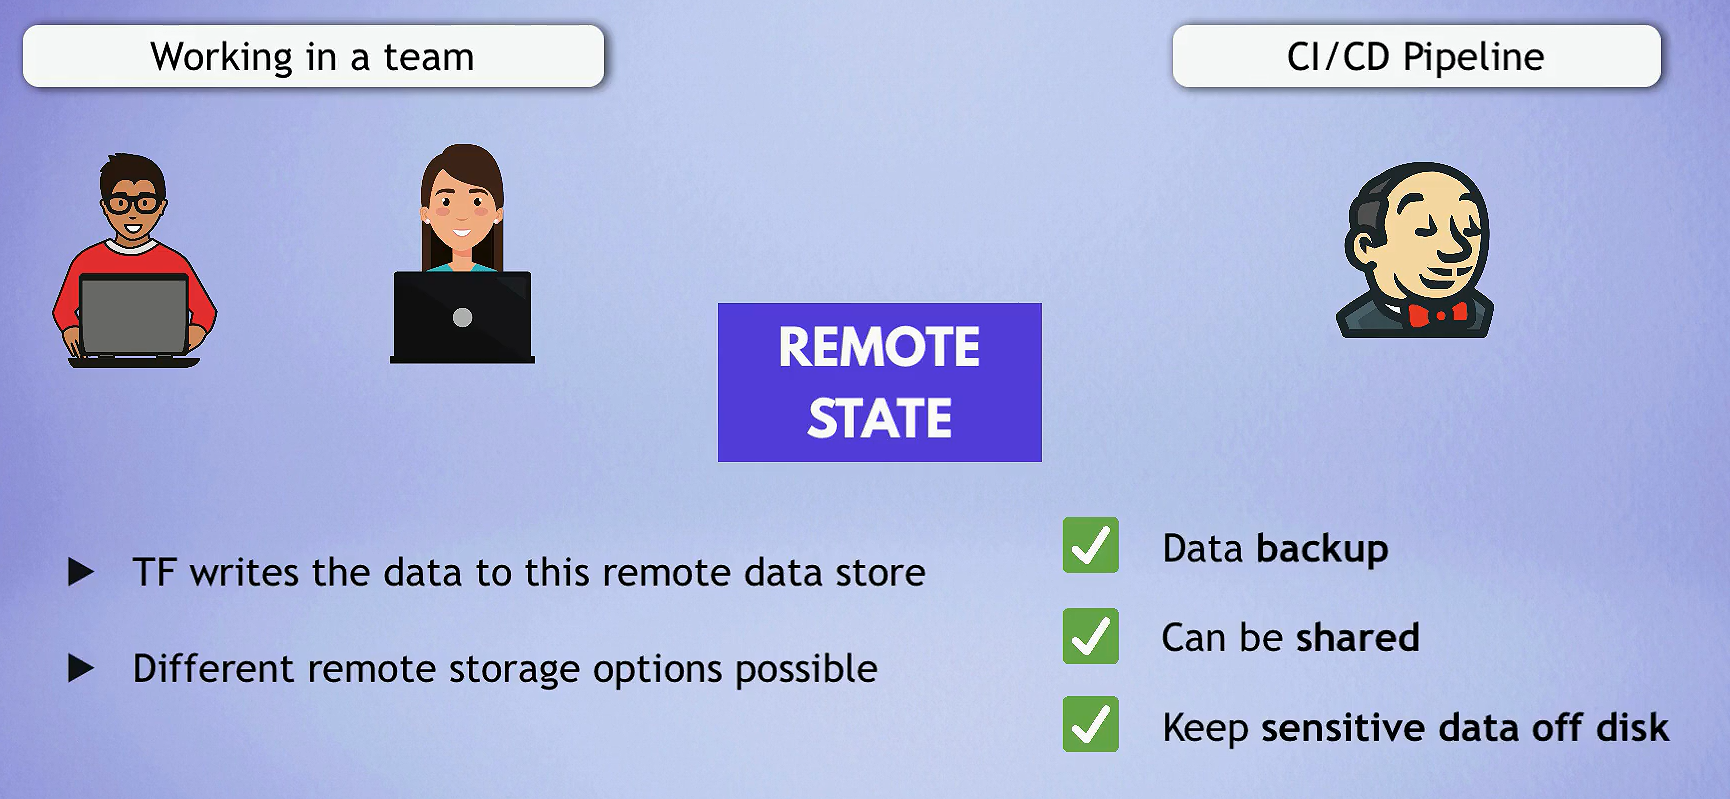 Working in a team
CI/CD Pipeline
REMOTE
STATE
TF writes the data to this remote data store
Different remote storage options possible
Data backup
Can be shared
Keep sensitive data off disk